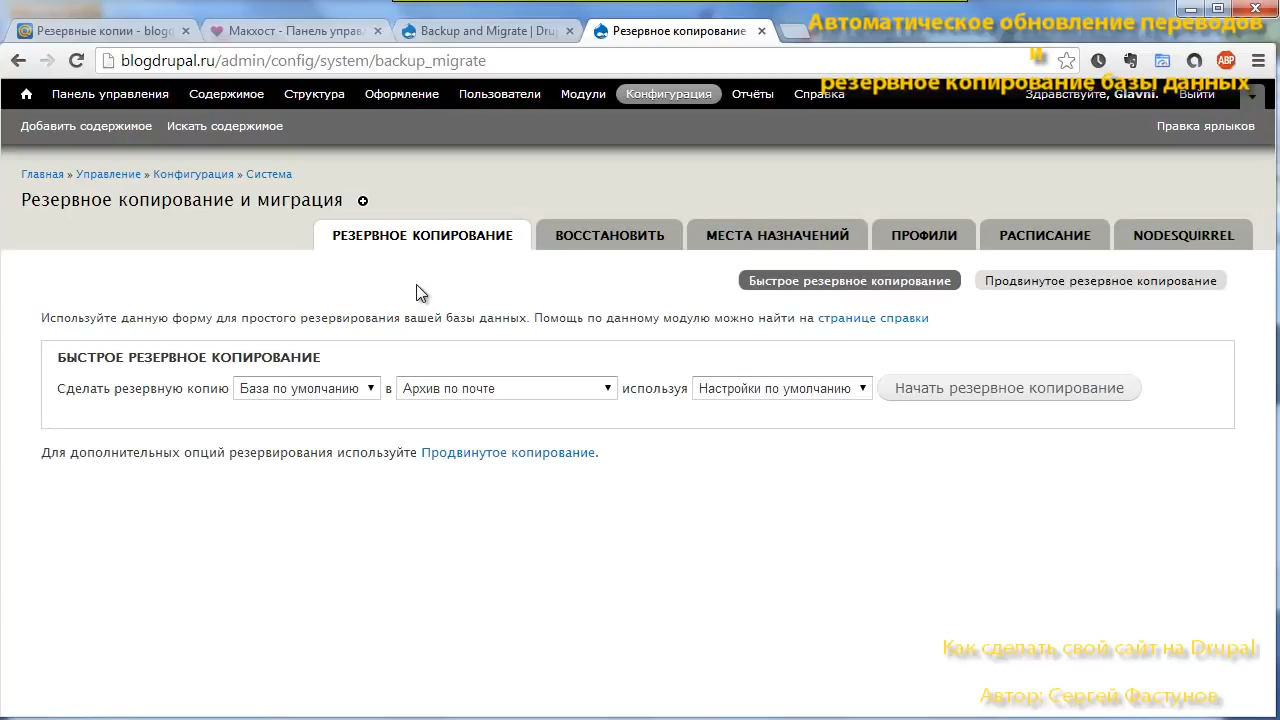 Резервные копии - blog
Макхост - Панель управ
Backup and Migrate | Drup
Резервное копирование
Автоматическое обновление переводов
и
резервное копирование базы данных
blogdrupal.ru/admin/config/system/backup_migrate
ABP
Панель управления Содержимое Структура Оформление Пользователи Модули Конфигурация Отчёты Справка Здравствуйте, Glavni. Выйти
Добавить содержимое Искать содержимое Правка ярлыков
Главная » Управление » Конфигурация » Система
Резервное копирование и миграция
РЕЗЕРВНОЕ КОПИРОВАНИЕ ВОССТАНОВИТЬ МЕСТА НАЗНАЧЕНИЙ ПРОФИЛИ РАСПИСАНИЕ NODESQUIRREL
Быстрое резервное копирование Продвинутое резервное копирование
Используйте данную форму для простого резервирования вашей базы данных. Помощь по данному модулю можно найти на странице справки
БЫСТРОЕ РЕЗЕРВНОЕ КОПИРОВАНИЕ
Сделать резервную копию База по умолчанию в Архив по почте используя Настройки по умолчанию Начать резервное копирование
Для дополнительных опций резервирования используйте Продвинутое копирование.
Как сделать свой сайт на Drupal
Автор: Сергей Фастунов